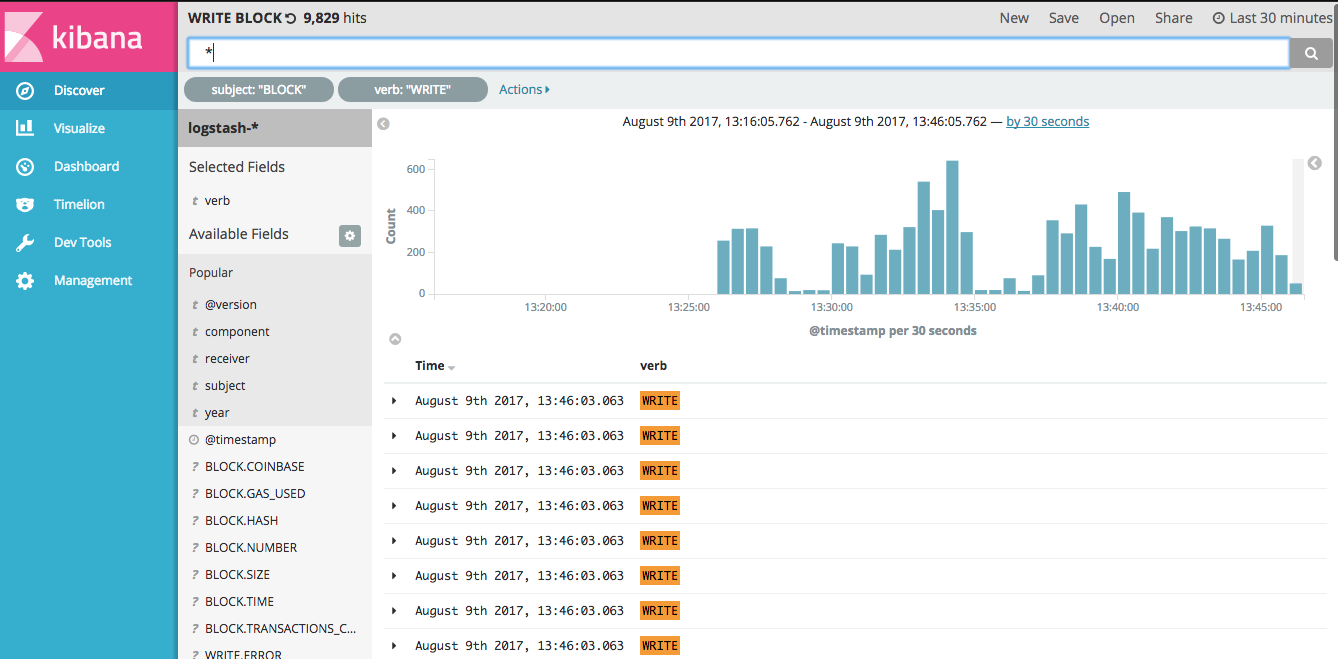 kibana
WRITE BLOCK 9,829 hits
New Save Open Share Last 30 minutes
*
subject: "BLOCK" verb: "WRITE" Actions
Discover
Visualize
Dashboard
Timelion
Dev Tools
Management
logstash-*
Selected Fields
t verb
Available Fields
Popular
t @version
t component
t receiver
t subject
t year
@timestamp
? BLOCK.COINBASE
? BLOCK.GAS_USED
? BLOCK.HASH
? BLOCK.NUMBER
? BLOCK.SIZE
? BLOCK.TIME
? BLOCK.TRANSACTIONS_C...
? WRITE.ERROR
August 9th 2017, 13:16:05.762 - August 9th 2017, 13:46:05.762 — by 30 seconds
Count
600
400
200
0
13:20:00 13:25:00 13:30:00 13:35:00 13:40:00 13:45:00
@timestamp per 30 seconds
Time verb
August 9th 2017, 13:46:03.063 WRITE
August 9th 2017, 13:46:03.063 WRITE
August 9th 2017, 13:46:03.063 WRITE
August 9th 2017, 13:46:03.063 WRITE
August 9th 2017, 13:46:03.063 WRITE
August 9th 2017, 13:46:03.063 WRITE
August 9th 2017, 13:46:03.063 WRITE
August 9th 2017, 13:46:03.063 WRITE